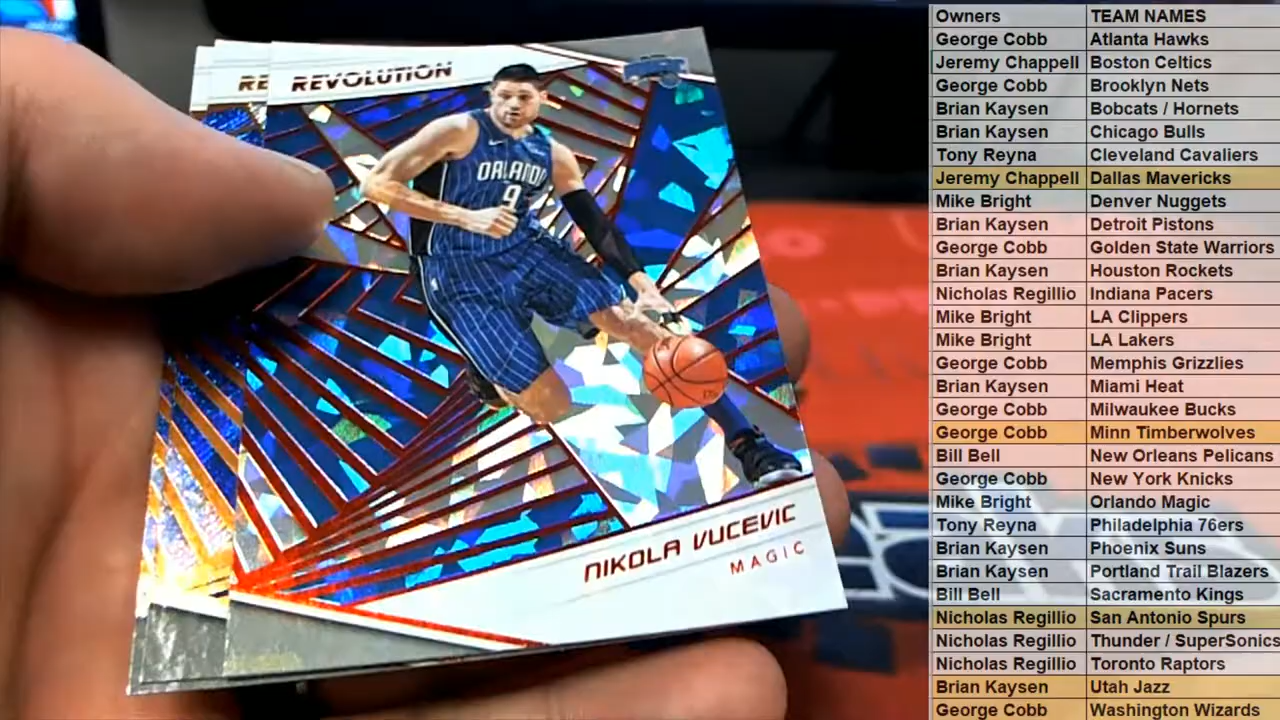 REVOLUTION
RE
ORLANDO
9
NIKOLA VUCEVIC
MAGIC
Owners TEAM NAMES
George Cobb Atlanta Hawks
Jeremy Chappell Boston Celtics
George Cobb Brooklyn Nets
Brian Kaysen Bobcats / Hornets
Brian Kaysen Chicago Bulls
Tony Reyna Cleveland Cavaliers
Jeremy Chappell Dallas Mavericks
Mike Bright Denver Nuggets
Brian Kaysen Detroit Pistons
George Cobb Golden State Warriors
Brian Kaysen Houston Rockets
Nicholas Regillio Indiana Pacers
Mike Bright LA Clippers
Mike Bright LA Lakers
George Cobb Memphis Grizzlies
Brian Kaysen Miami Heat
George Cobb Milwaukee Bucks
George Cobb Minn Timberwolves
Bill Bell New Orleans Pelicans
George Cobb New York Knicks
Mike Bright Orlando Magic
Tony Reyna Philadelphia 76ers
Brian Kaysen Phoenix Suns
Brian Kaysen Portland Trail Blazers
Bill Bell Sacramento Kings
Nicholas Regillio San Antonio Spurs
Nicholas Regillio Thunder / SuperSonics
Nicholas Regillio Toronto Raptors
Brian Kaysen Utah Jazz
George Cobb Washington Wizards